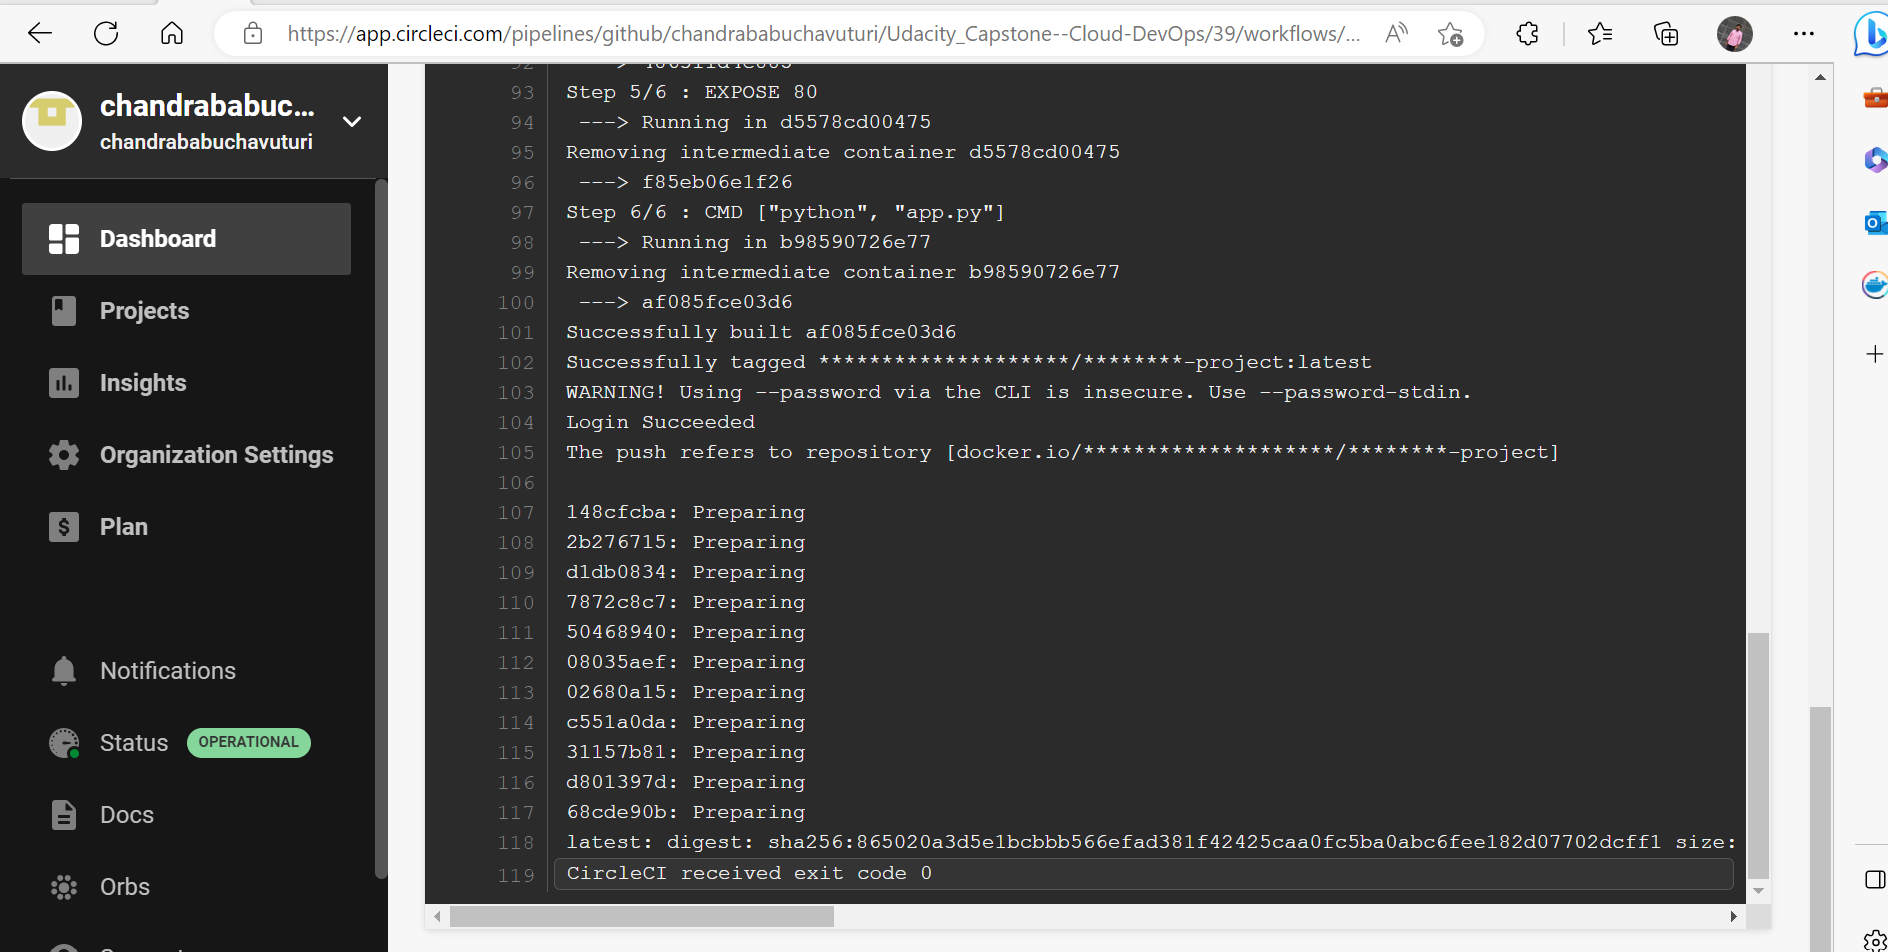 https://app.circleci.com/pipelines/github/chandrababuchavuturi/Udacity_Capstone--Cloud-DevOps/39/workflows/...
chandrababuc...
chandrababuchavuturi
Dashboard
Projects
Insights
Organization Settings
Plan
Notifications
Status OPERATIONAL
Docs
Orbs
93 Step 5/6 : EXPOSE 80
94 ---> Running in d5578cd00475
95 Removing intermediate container d5578cd00475
96 ---> f85eb06e1f26
97 Step 6/6 : CMD ["python", "app.py"]
98 ---> Running in b98590726e77
99 Removing intermediate container b98590726e77
100 ---> af085fce03d6
101 Successfully built af085fce03d6
102 Successfully tagged ********************/********-project:latest
103 WARNING! Using --password via the CLI is insecure. Use --password-stdin.
104 Login Succeeded
105 The push refers to repository [docker.io/********************/********-project]
106
107 148cfcba: Preparing
108 2b276715: Preparing
109 d1db0834: Preparing
110 7872c8c7: Preparing
111 50468940: Preparing
112 08035aef: Preparing
113 02680a15: Preparing
114 c551a0da: Preparing
115 31157b81: Preparing
116 d801397d: Preparing
117 68cde90b: Preparing
118 latest: digest: sha256:865020a3d5e1bcbbb566efad381f42425caa0fc5ba0abc6fee182d07702dcff1 size:
119 CircleCI received exit code 0